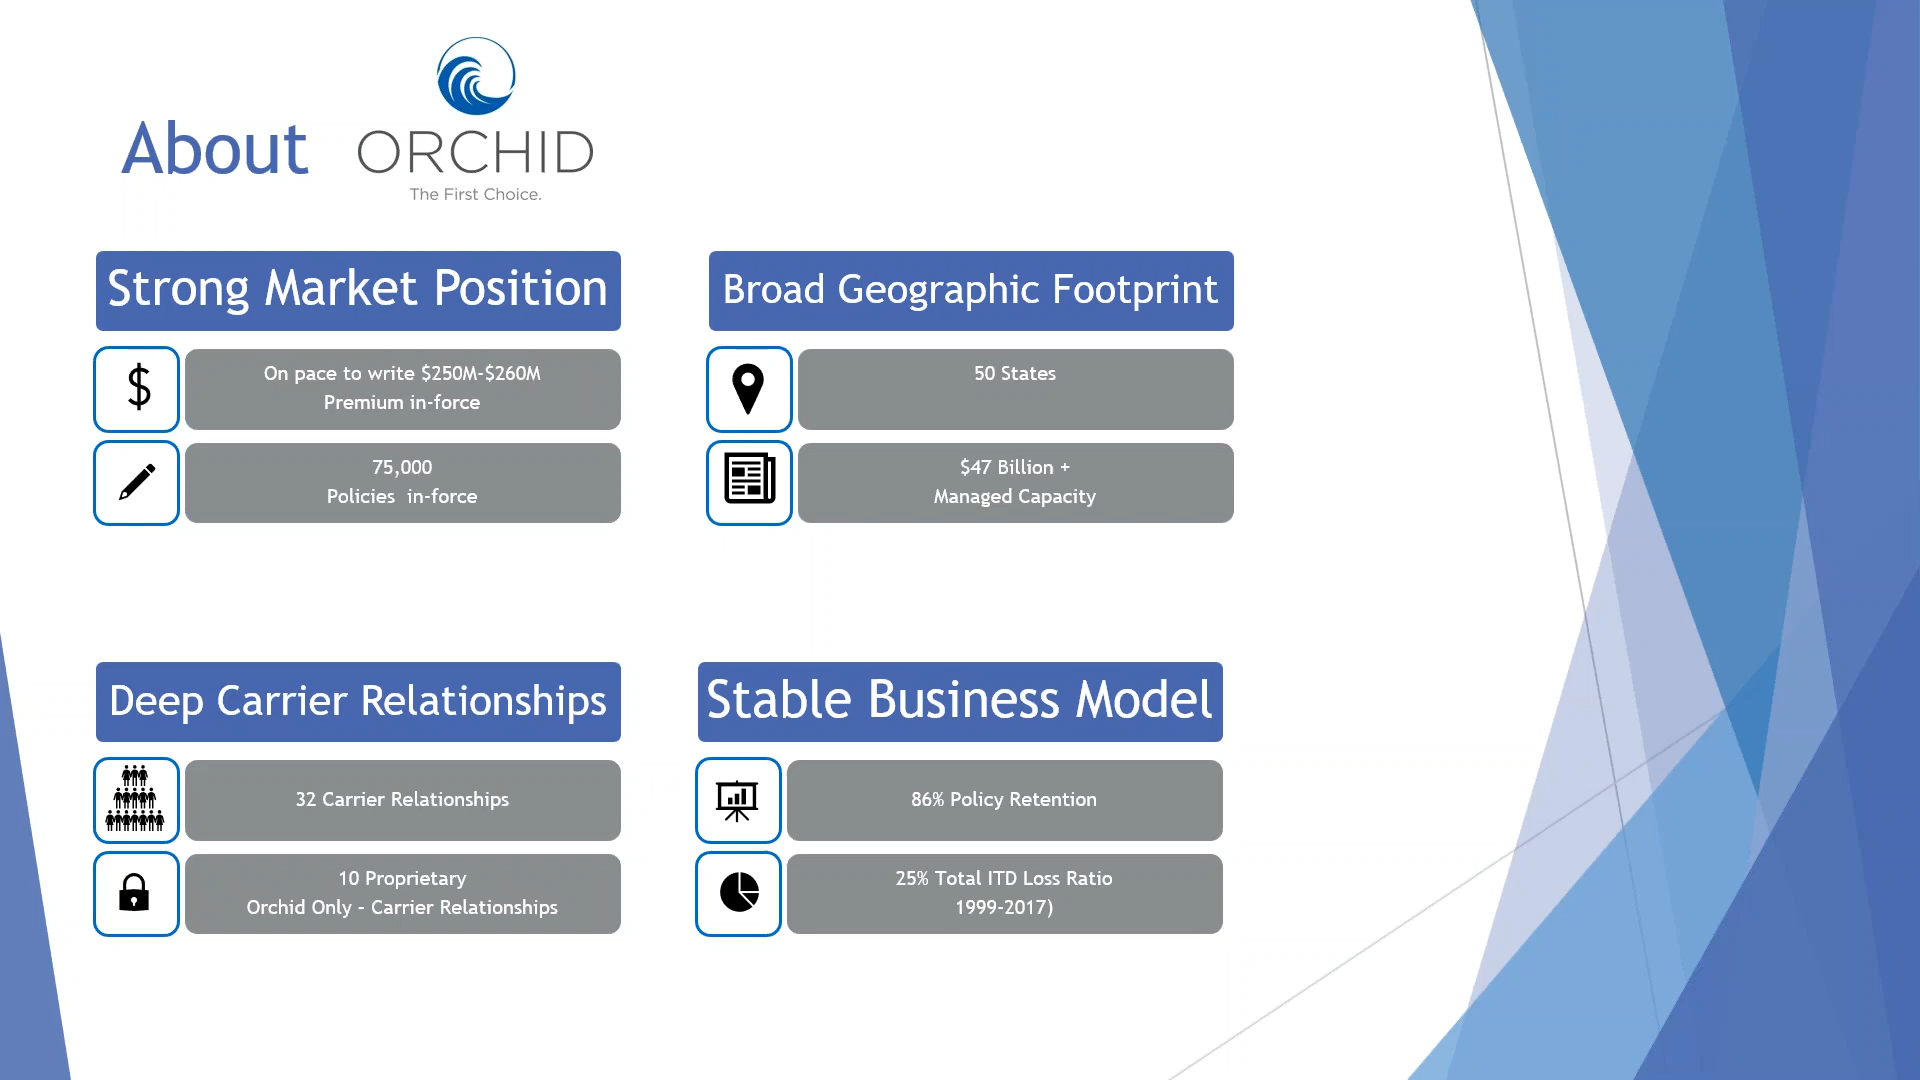 About
ORCHID
The First Choice.
Strong Market Position
On pace to write $250M-$260M
Premium in-force
75,000
Policies  in-force
Broad Geographic Footprint
50 States
$47 Billion +
Managed Capacity
Deep Carrier Relationships
32 Carrier Relationships
10 Proprietary
Orchid Only – Carrier Relationships
Stable Business Model
86% Policy Retention
25% Total ITD Loss Ratio
1999-2017)